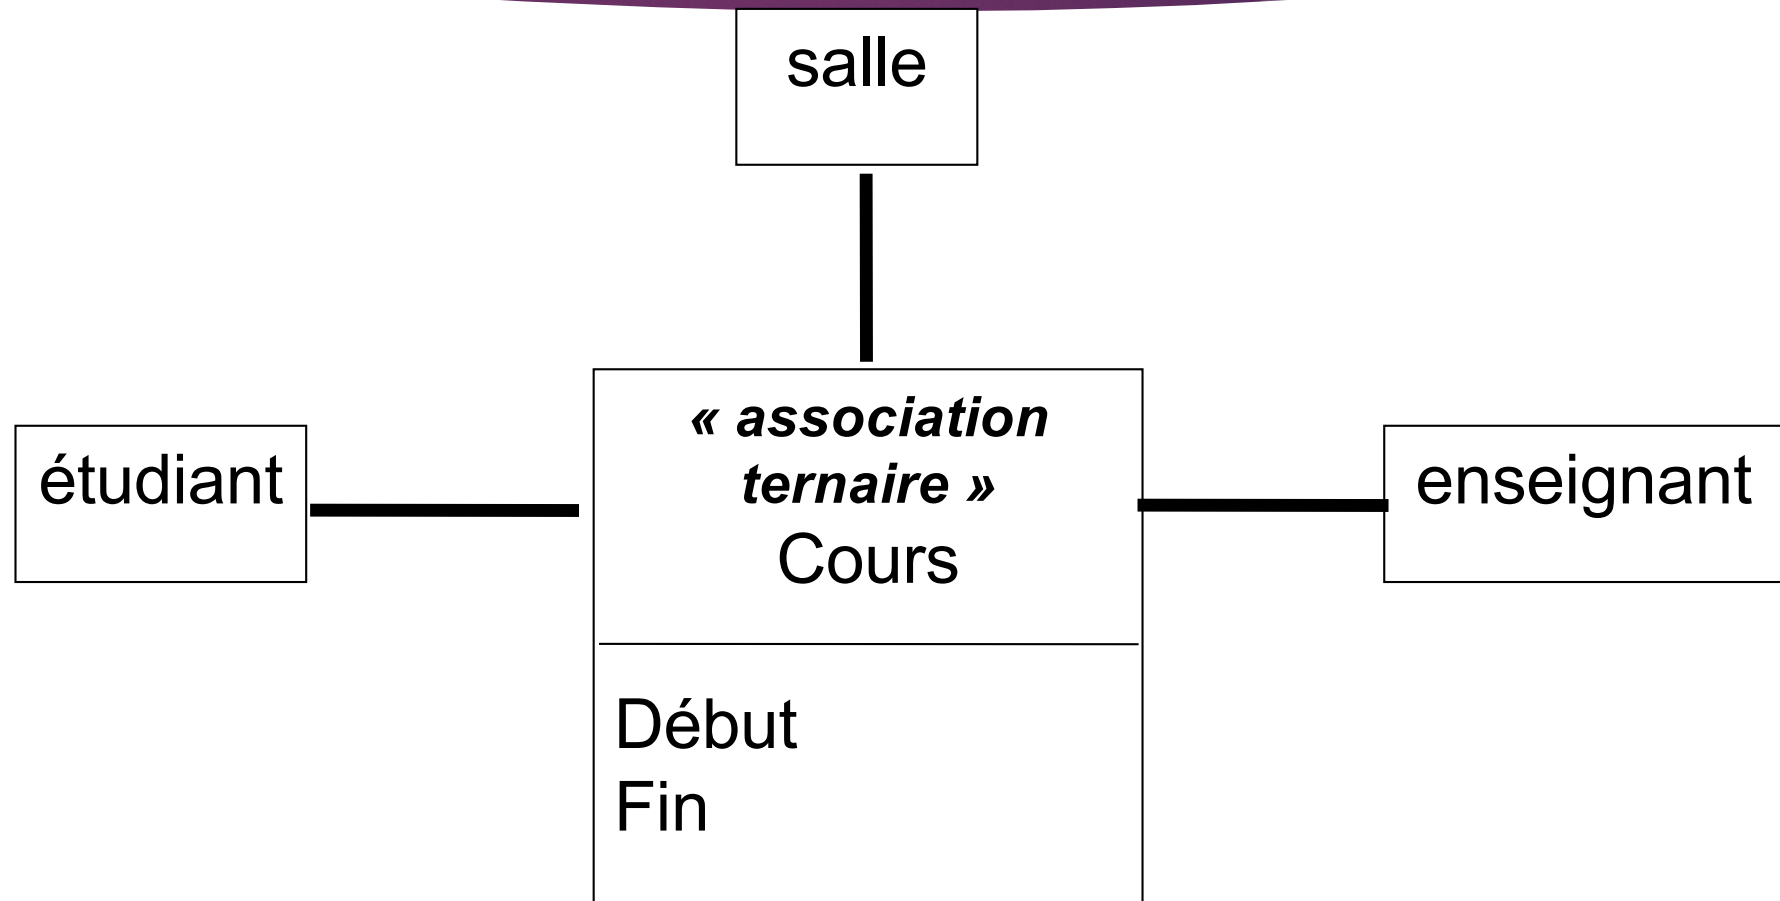 salle
« association
ternaire »
Cours
étudiant
enseignant
Début
Fin